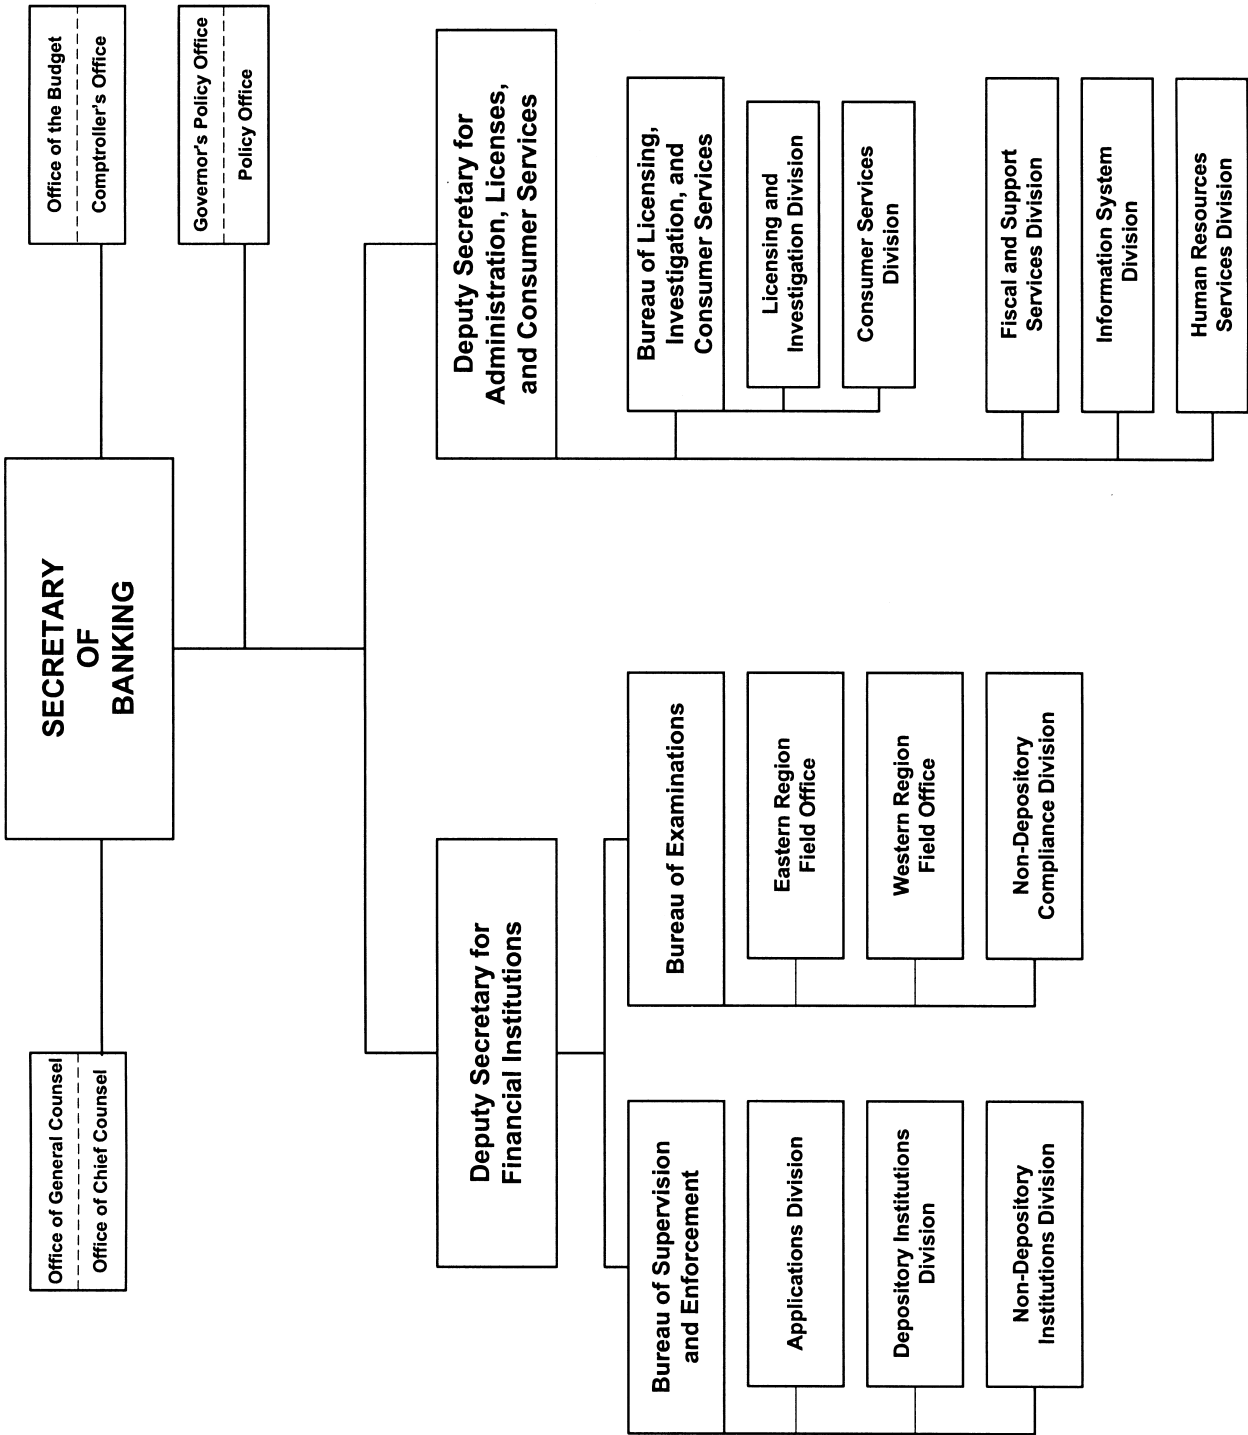 SECRETARY
OF
BANKING
Office of General Counsel
Office of Chief Counsel
Office of the Budget
Comptroller's Office
Governor's Policy Office
Policy Office
Deputy Secretary for
Financial Institutions
Bureau of Supervision
and Enforcement
Applications Division
Depository Institutions
Division
Non-Depository
Institutions Division
Bureau of Examinations
Eastern Region
Field Office
Western Region
Field Office
Non-Depository
Compliance Division
Deputy Secretary for
Administration, Licenses,
and Consumer Services
Bureau of Licensing,
Investigation, and
Consumer Services
Licensing and
Investigation Division
Consumer Services
Division
Fiscal and Support
Services Division
Information System
Division
Human Resources
Services Division